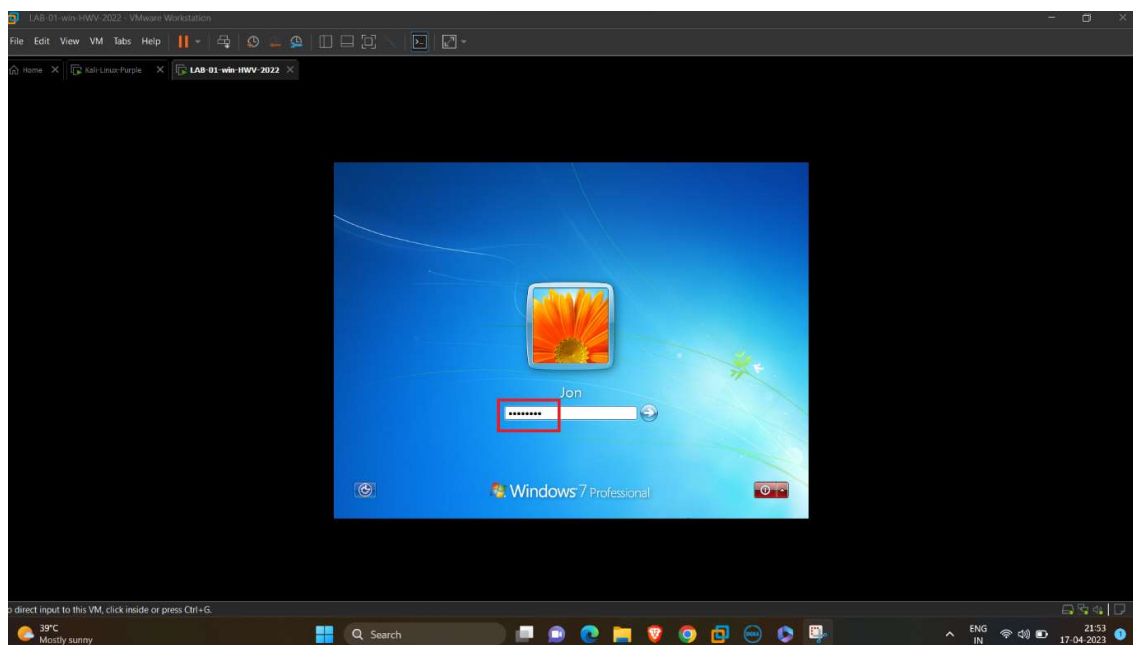 LAB-01-win-HWV-2022 - VMware Workstation
File Edit View VM Tabs Help
Home Kali-Linux-Purple LAB-01-win-HWV-2022
Jon
Windows 7 Professional
o direct input to this VM, click inside or press Ctrl+G.
39°C
Mostly sunny
Search
ENG
IN
21:53
17-04-2023
1